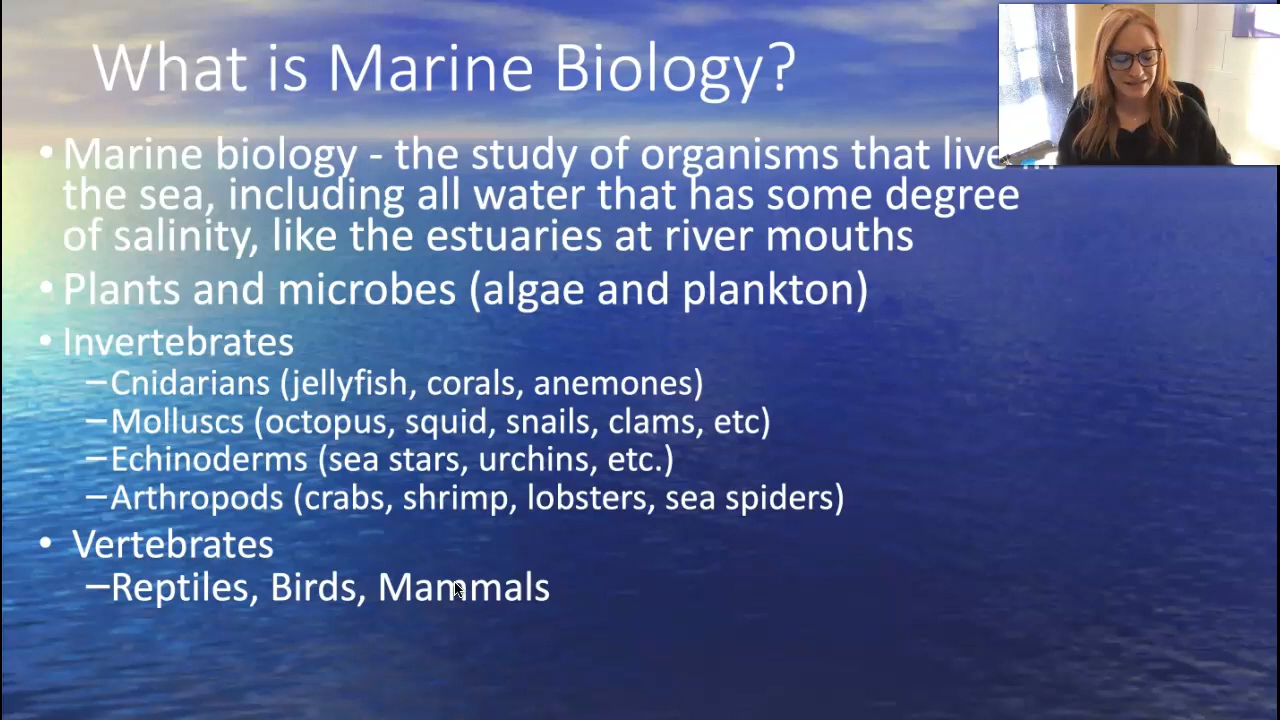 What is Marine Biology?
• Marine biology - the study of organisms that live in
the sea, including all water that has some degree
of salinity, like the estuaries at river mouths
• Plants and microbes (algae and plankton)
• Invertebrates
–Cnidarians (jellyfish, corals, anemones)
–Molluscs (octopus, squid, snails, clams, etc)
–Echinoderms (sea stars, urchins, etc.)
–Arthropods (crabs, shrimp, lobsters, sea spiders)
• Vertebrates
–Reptiles, Birds, Mammals